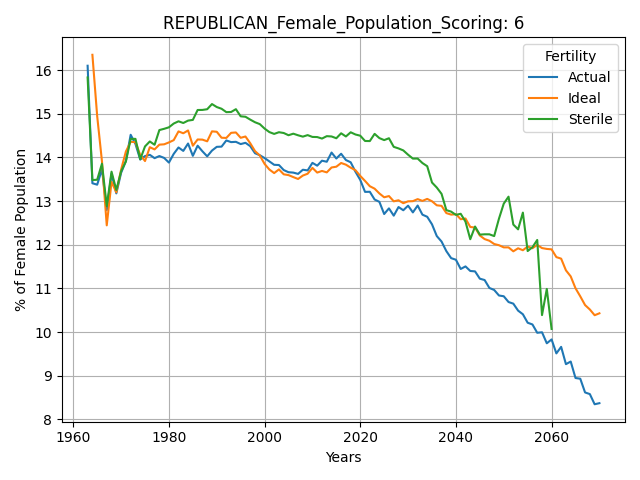 REPUBLICAN_Female_Population_Scoring: 6
Fertility
Actual
Ideal
Sterile
% of Female Population
16
15
14
13
12
11
10
9
8
1960
1980
2000
2020
2040
2060
Years